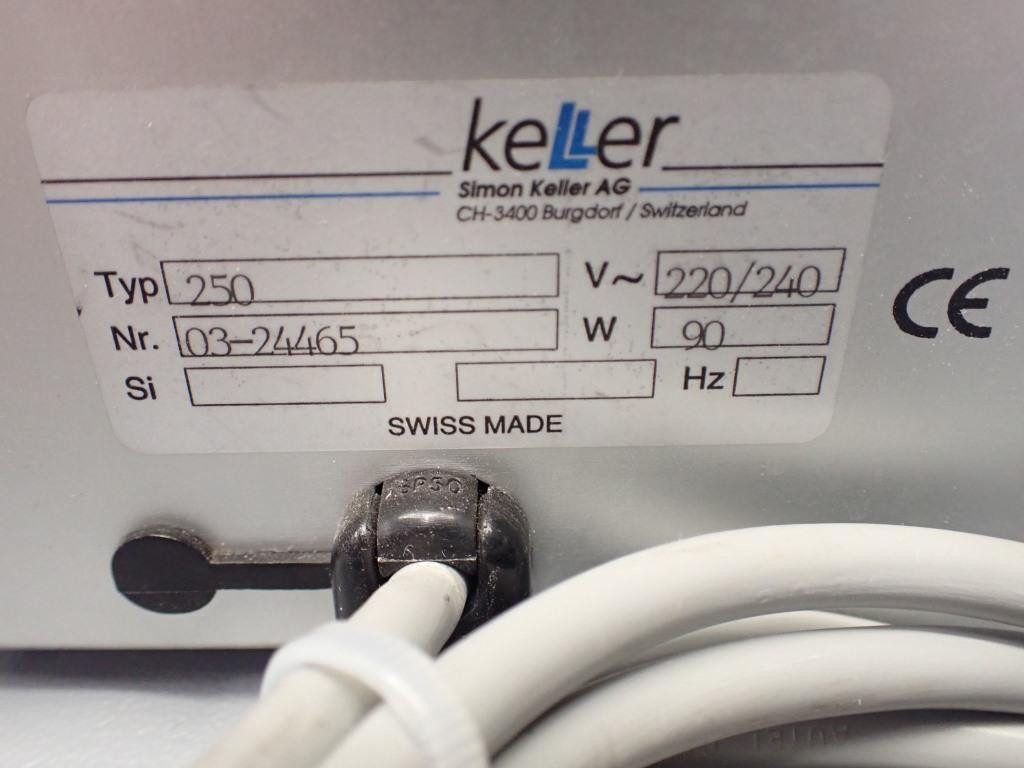 keLLer
Simon Keller AG
CH-3400 Burgdorf / Switzerland
Typ 250 V~ 220/240
Nr. 03-24465 W 90
Si Hz
SWISS MADE
CE